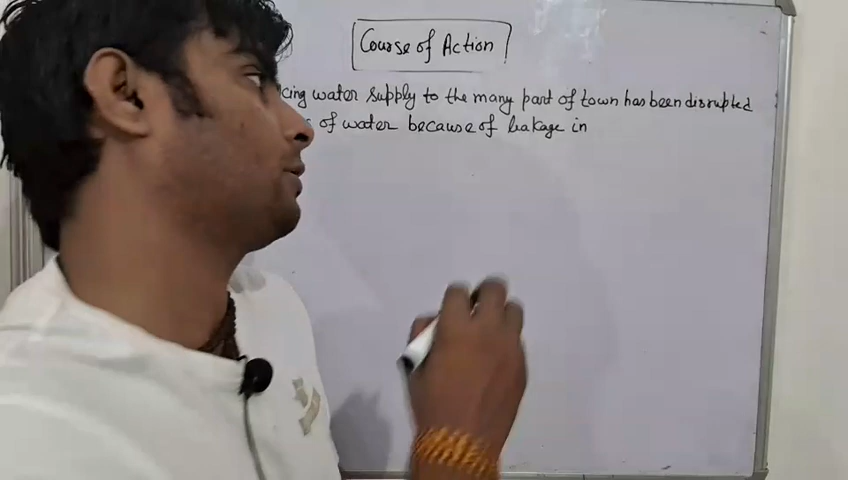 Course of Action
water supply to the many part of town has been disrupted
of water because of leakage in